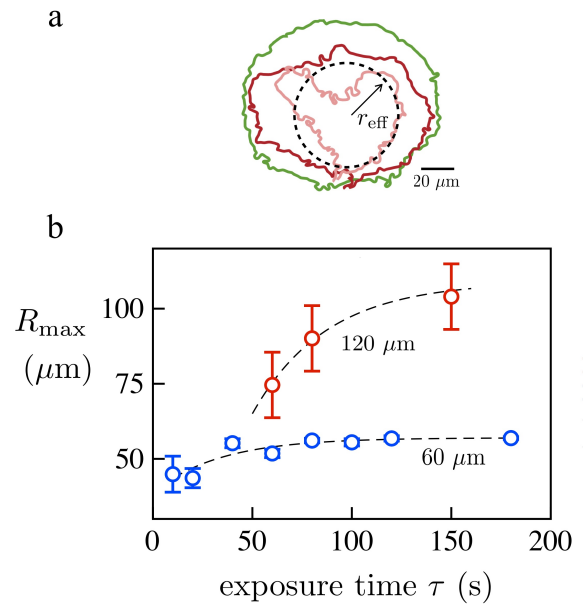 a
r_eff
20 μm
b
R_max
(μm)
100
75
50
120 μm
60 μm
0
50
100
150
200
exposure time τ (s)